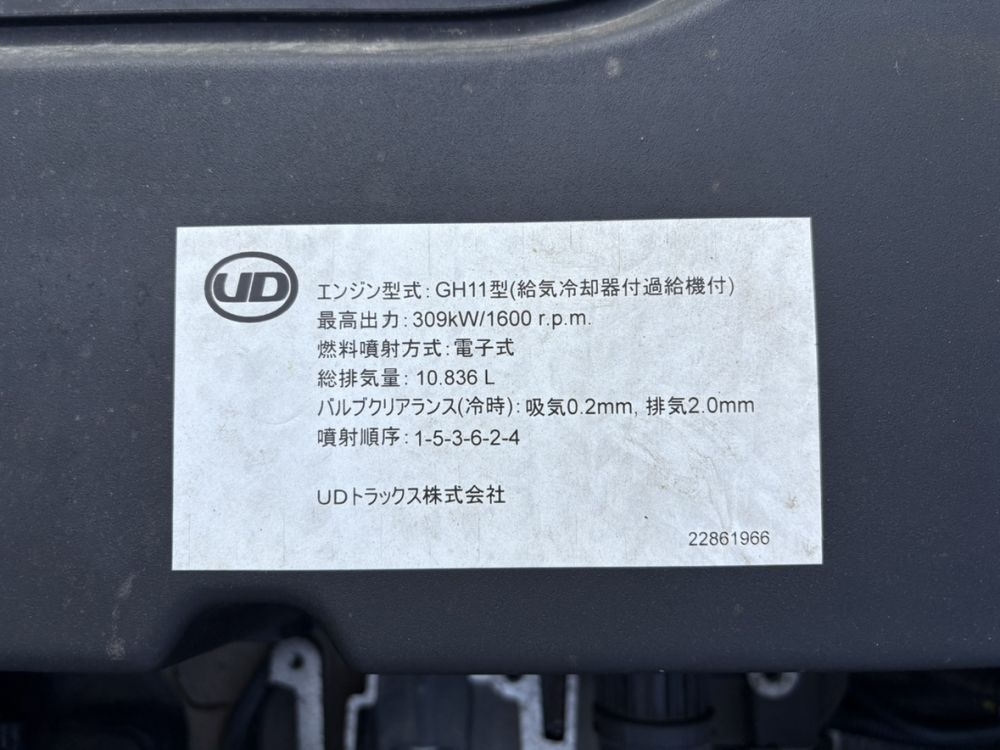 UD
エンジン型式: GH11型(給気冷却器付過給機付)
最高出力: 309kW/1600 r.p.m.
燃料噴射方式: 電子式
総排気量: 10.836 L
バルブクリアランス(冷時): 吸気0.2mm, 排気2.0mm
噴射順序: 1-5-3-6-2-4
UDトラックス株式会社
22861966